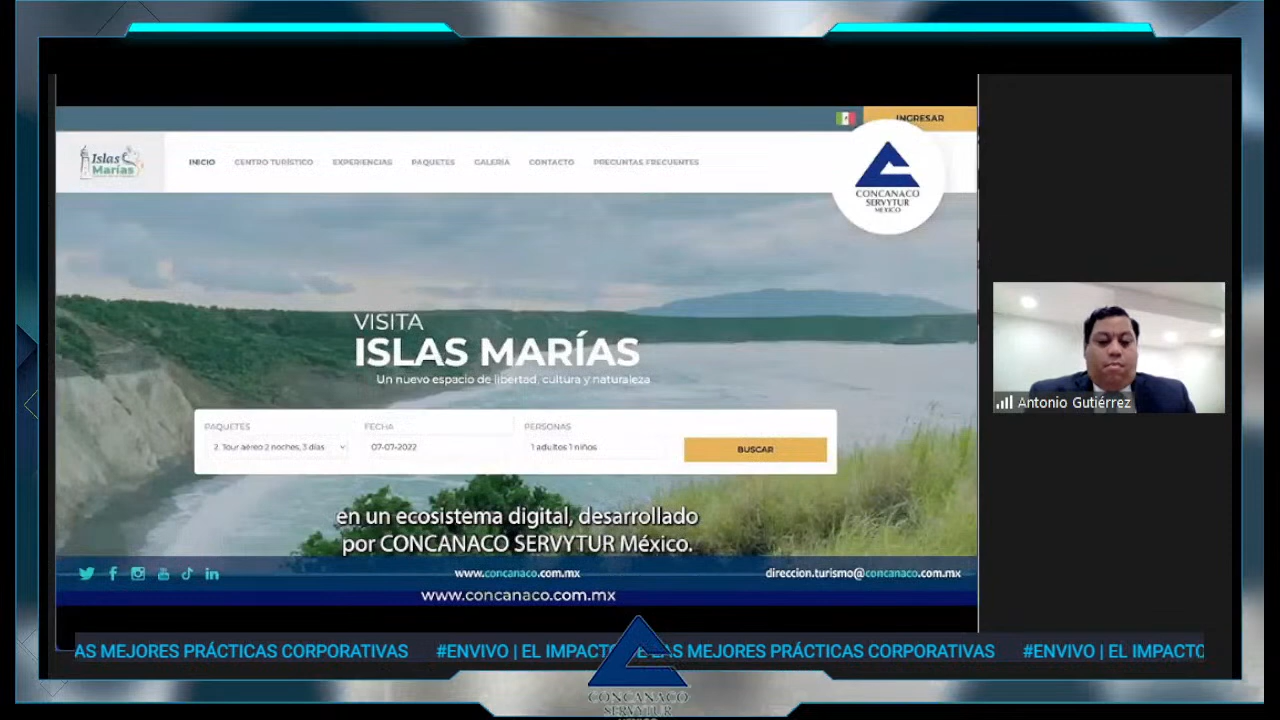 INGRESAR
Islas
Marías
INICIO
CENTRO TURÍSTICO
EXPERIENCIAS
PAQUETES
GALERÍA
CONTACTO
PREGUNTAS FRECUENTES
CONCANACO
SERVYTUR
MÉXICO
VISITA
ISLAS MARÍAS
Un nuevo espacio de libertad, cultura y naturaleza
PAQUETES
FECHA
PERSONAS
2. Tour aéreo 2 noches, 3 días
07-07-2022
1 adultos 1 niños
BUSCAR
Antonio Gutiérrez
en un ecosistema digital, desarrollado
por CONCANACO SERVYTUR México.
www.concanaco.com.mx
direccion.turismo@concanaco.com.mx
www.concanaco.com.mx
AS MEJORES PRÁCTICAS CORPORATIVAS #ENVIVO | EL IMPACTO DE LAS MEJORES PRÁCTICAS CORPORATIVAS #ENVIVO | EL IMPACTO
CONCANACO
SERVYTUR